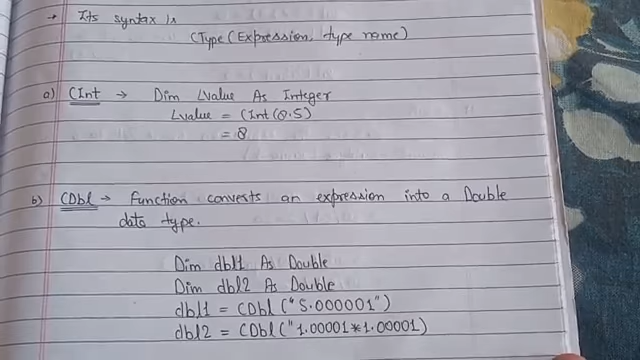 → Its syntax is
CType(Expression, type name)
a) CInt → Dim Lvalue As Integer
Lvalue = CInt(8.5)
= 8
b) CDbl → function converts an expression into a Double
data type.
Dim dbl1 As Double
Dim dbl2 As Double
dbl1 = CDbl("5.000001")
dbl2 = CDbl("1.00001*1.00001)